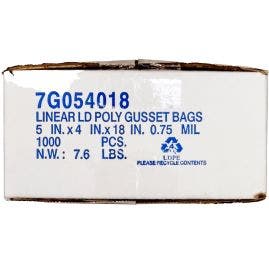 7G054018
LINEAR LD POLY GUSSET BAGS
5 IN. x 4 IN. x 18 IN. 0.75 MIL
1000 PCS.
N.W.: 7.6 LBS.
4
LDPE
PLEASE RECYCLE CONTENTS